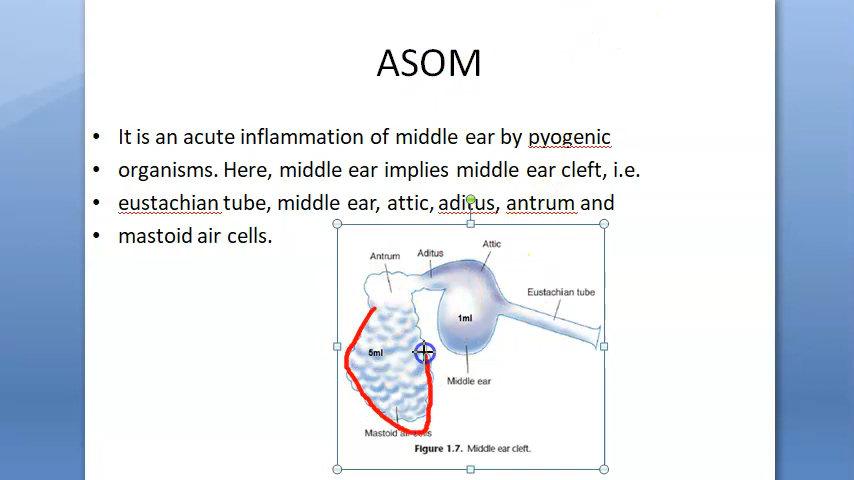 ASOM
• It is an acute inflammation of middle ear by pyogenic
• organisms. Here, middle ear implies middle ear cleft, i.e.
• eustachian tube, middle ear, attic, aditus, antrum and
• mastoid air cells.
Antrum
Aditus
Attic
Eustachian tube
1ml
5ml
Middle ear
Mastoid air cells
Figure 1.7. Middle ear cleft.